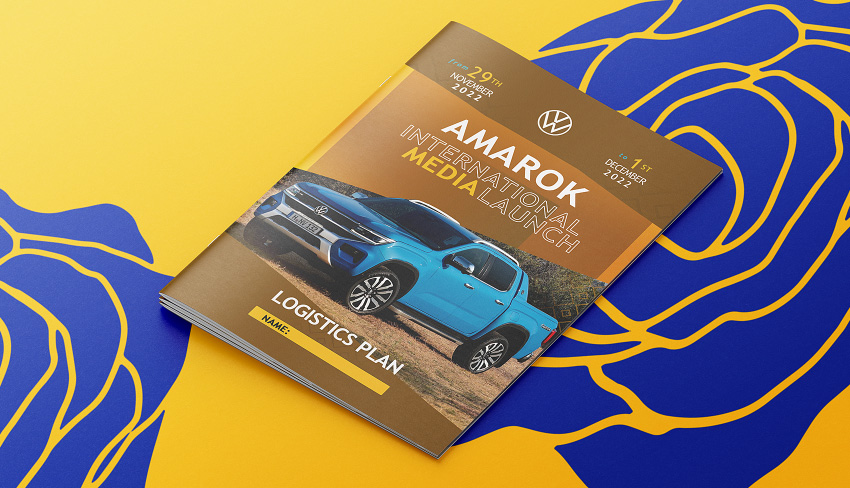 from 29TH
NOVEMBER
2022
to 1ST
DECEMBER
2022
AMAROK
INTERNATIONAL
MEDIA LAUNCH
LOGISTICS PLAN
NAME: